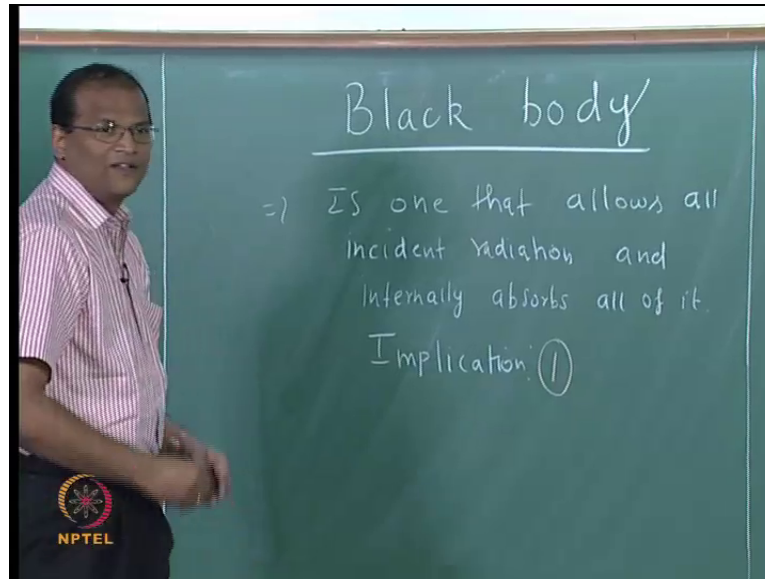 Black body
=) Is one that allows all
incident radiation and
internally absorbs all of it.
Implication: 1
NPTEL